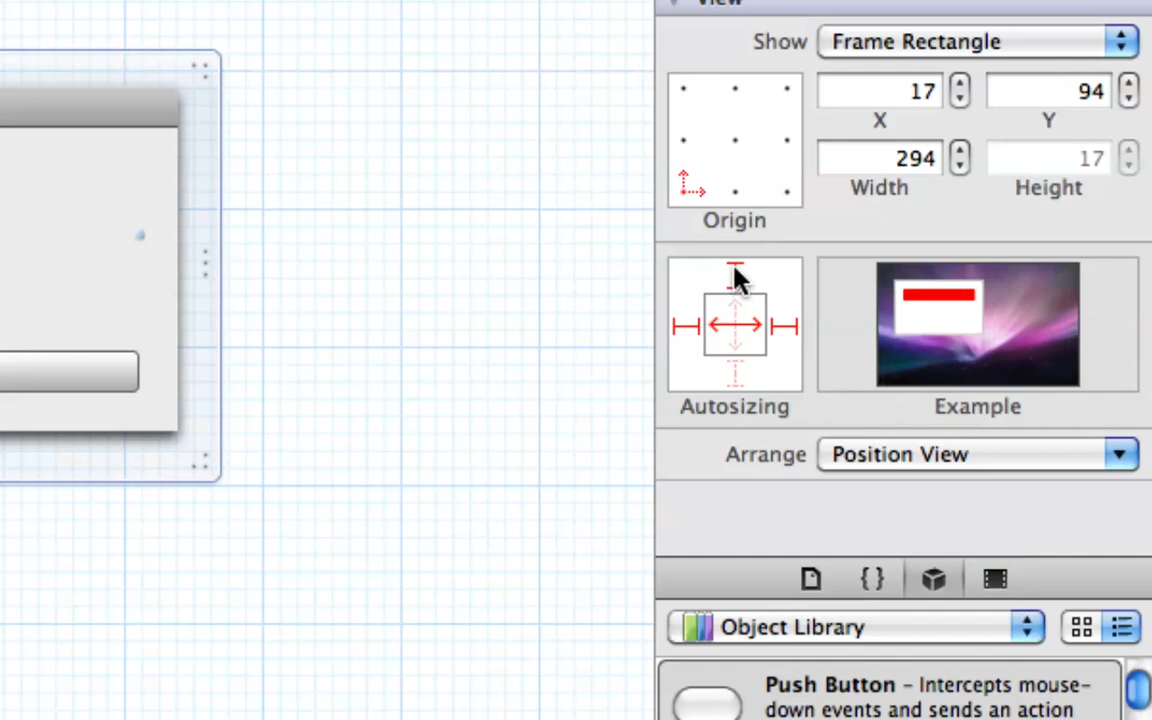 View
Show Frame Rectangle
17 94
X Y
294 17
Width Height
Origin
Autosizing Example
Arrange Position View
{ }
Object Library
Push Button – Intercepts mouse-
down events and sends an action